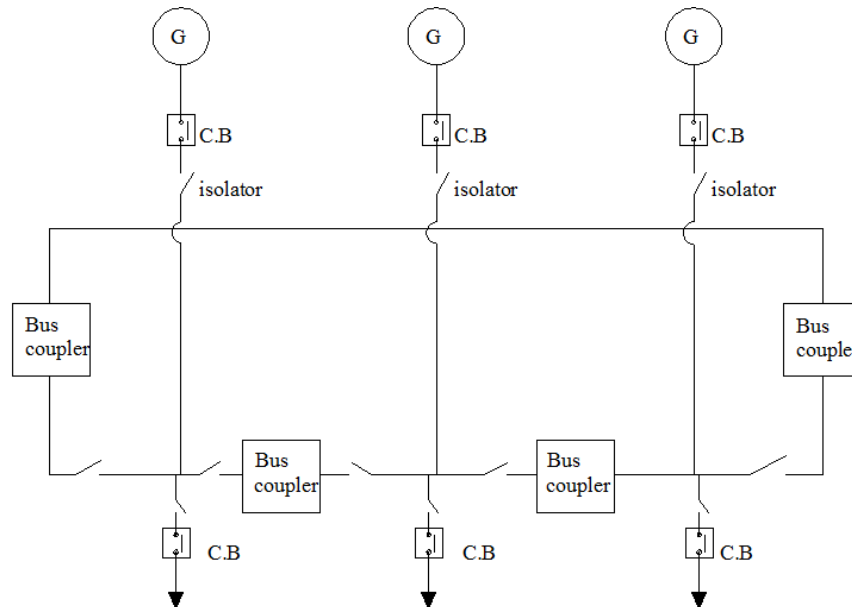 G
G
G
C.B
C.B
C.B
isolator
isolator
isolator
Bus
coupler
Bus
couple
Bus
coupler
Bus
coupler
C.B
C.B
C.B